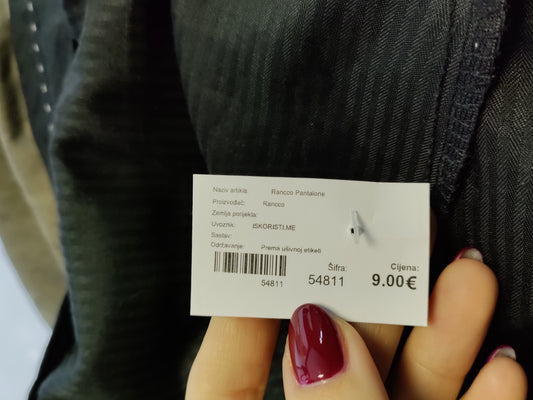 Naziv artikla: Rancco Pantalone
Proizvođač: Rancco
Zemlja porijekla:
Uvoznik: ISKORISTI.ME
Sastav:
Održavanje: Prema ušivnoj etiketi
54811
Šifra:
54811
Cijena:
9.00€